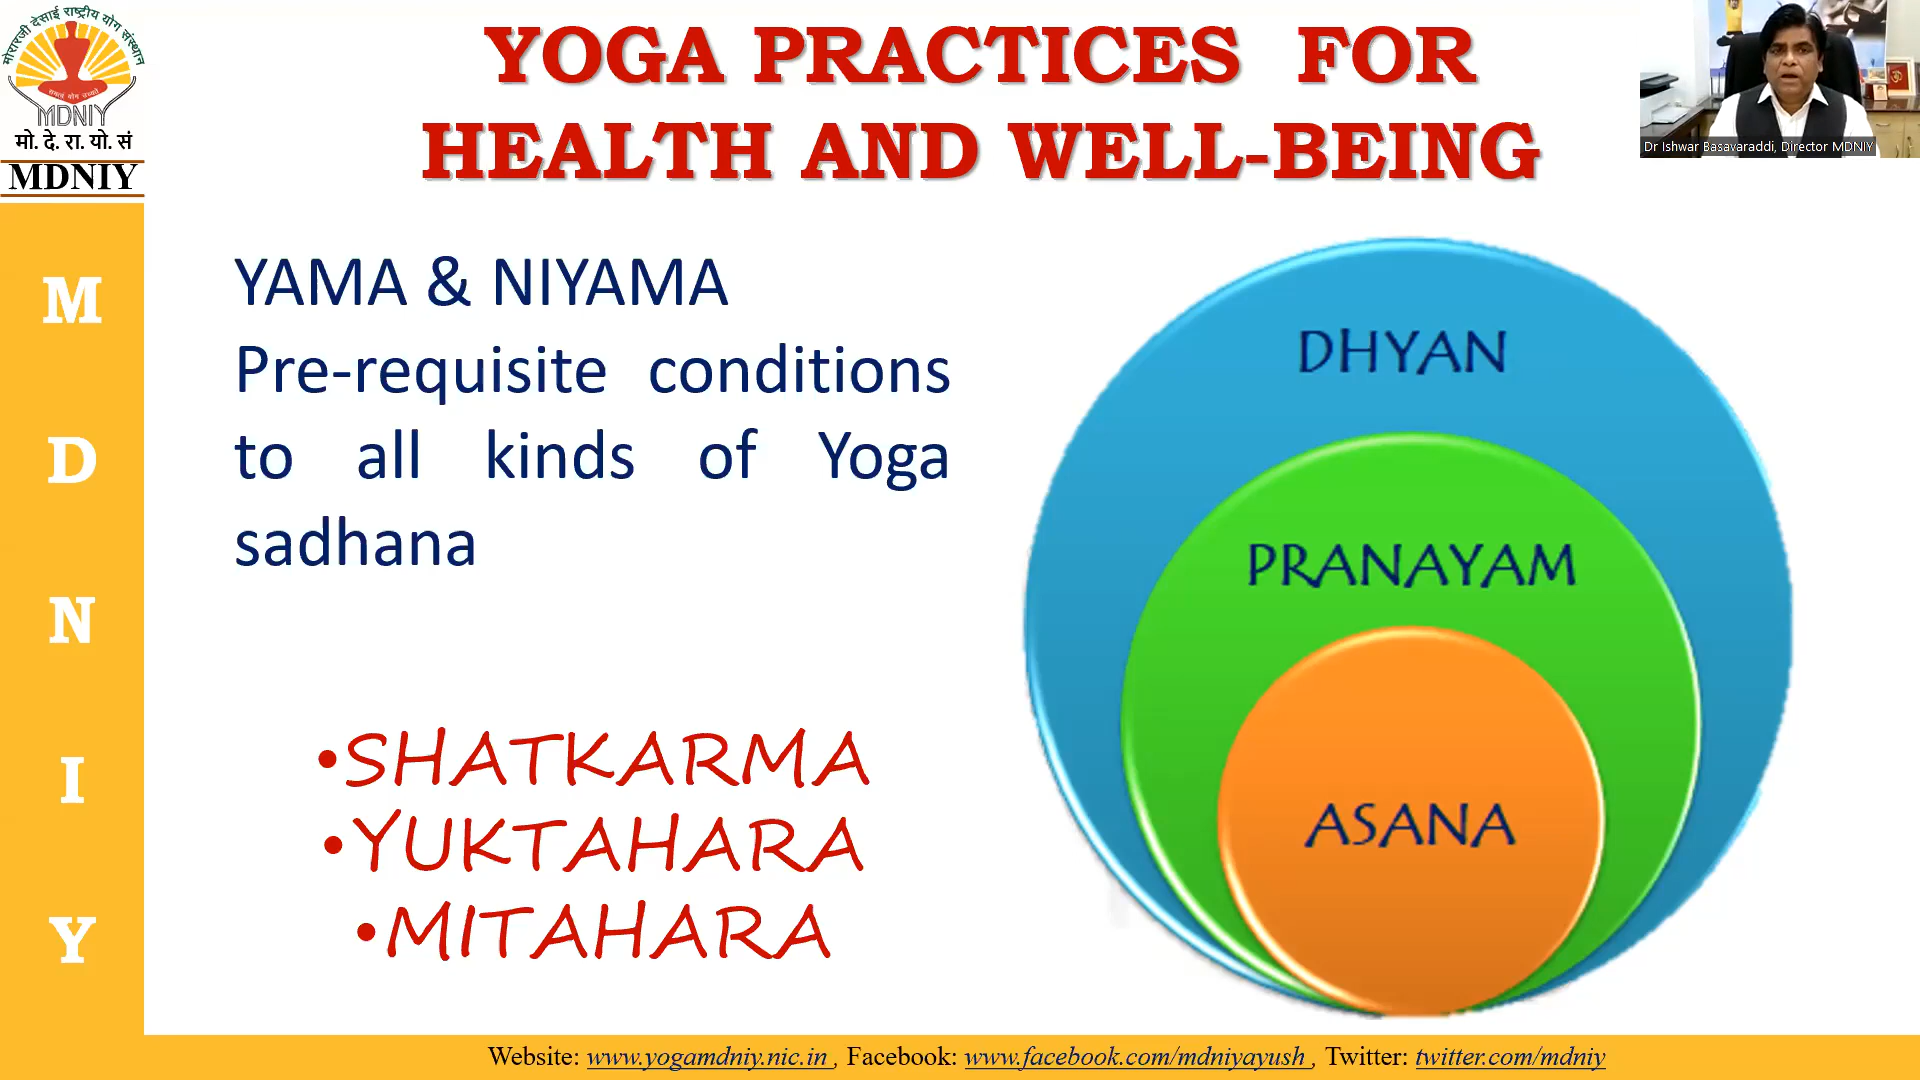 मोरारजी देसाई राष्ट्रीय योग संस्थान
MDNIY
मो. दे. रा. यो. सं
MDNIY
YOGA PRACTICES FOR
HEALTH AND WELL-BEING
Dr Ishwar Basavaraddi, Director MDNIY
M
D
N
I
Y
YAMA & NIYAMA
Pre-requisite conditions
to all kinds of Yoga
sadhana
•SHATKARMA
•YUKTAHARA
•MITAHARA
DHYAN
PRANAYAM
ASANA
Website: www.yogamdniy.nic.in , Facebook: www.facebook.com/mdniyayush , Twitter: twitter.com/mdniy